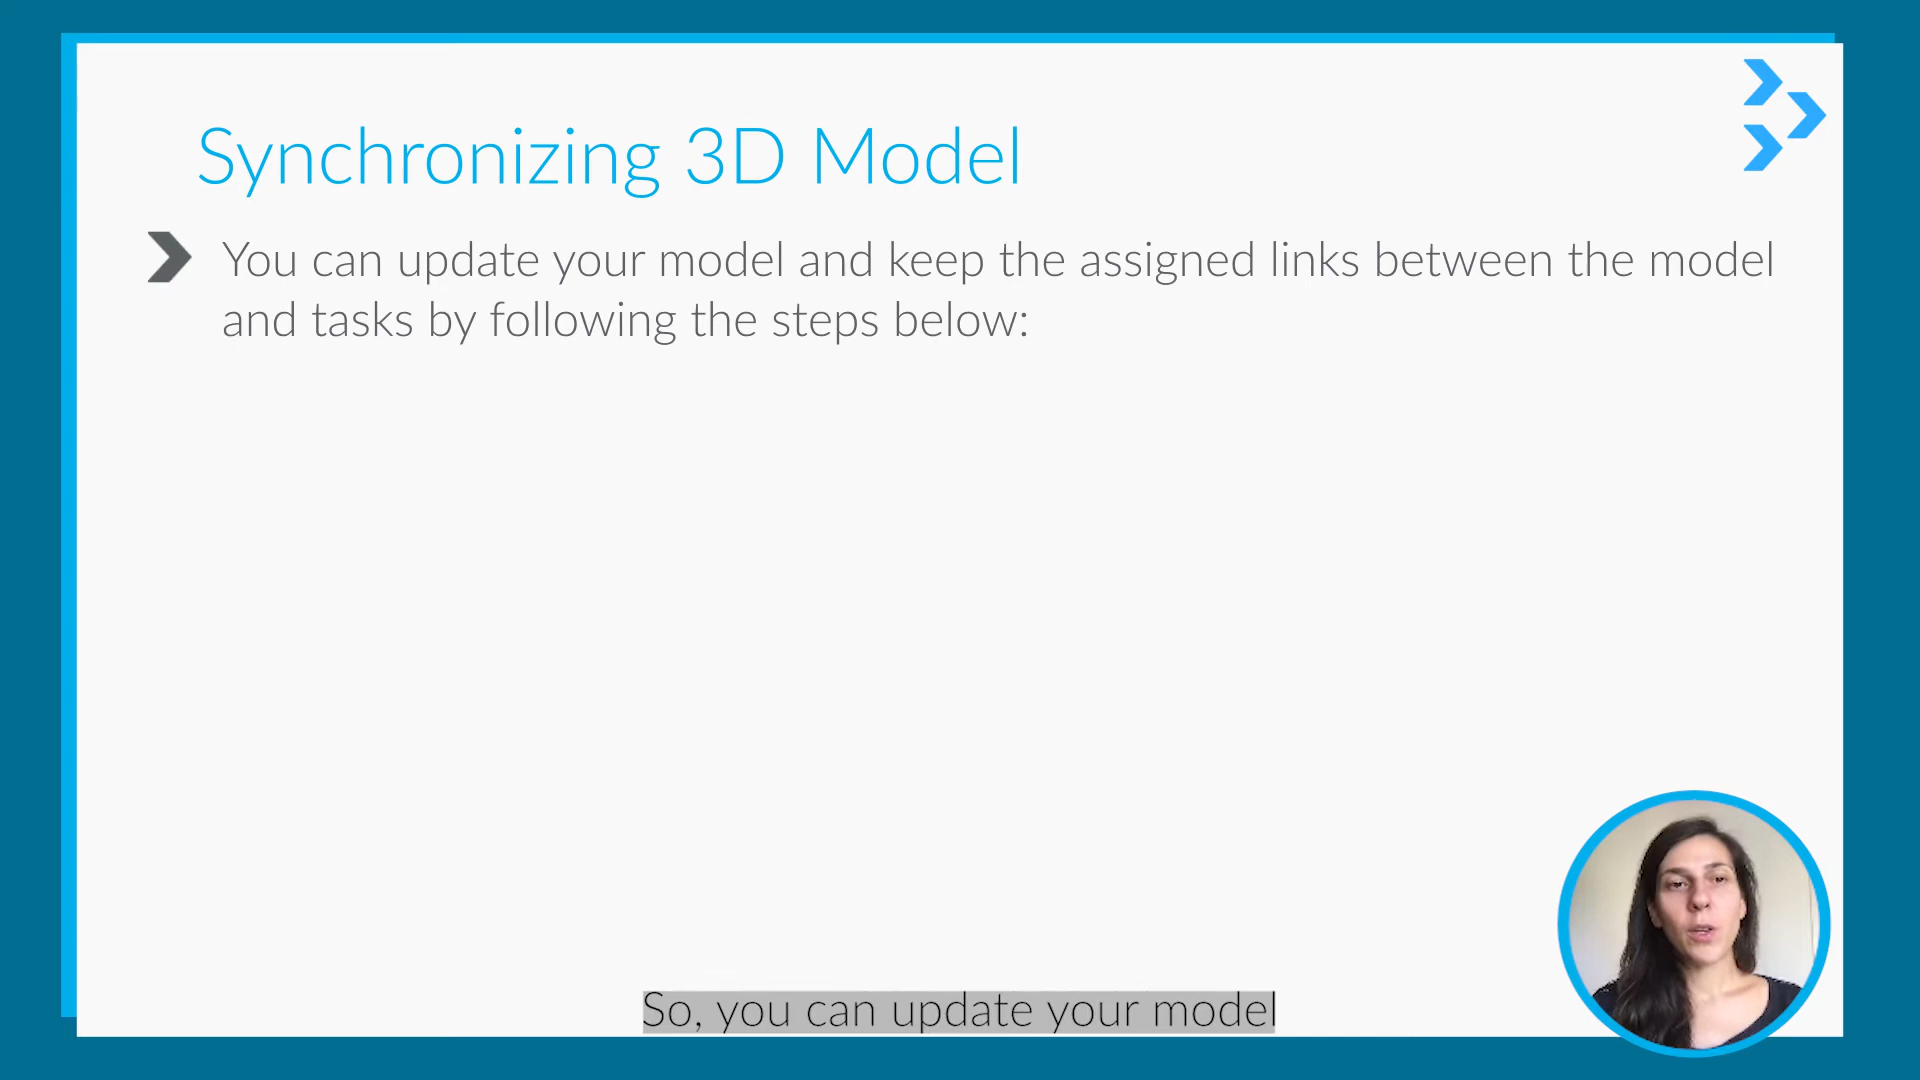 Synchronizing 3D Model
You can update your model and keep the assigned links between the model
and tasks by following the steps below:
So, you can update your model